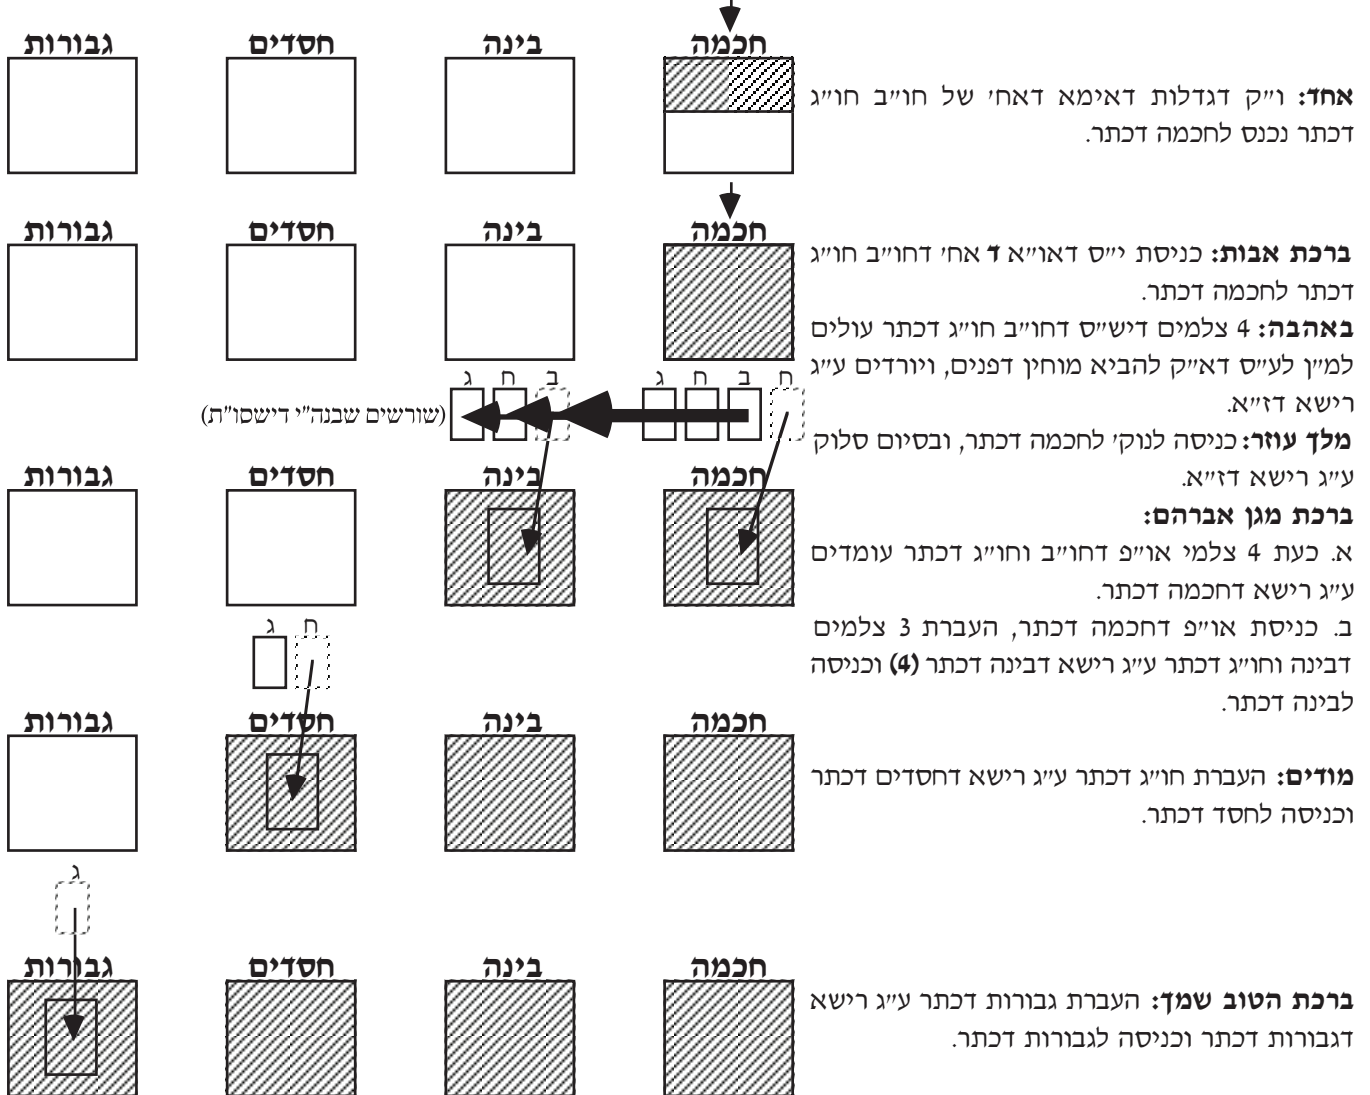 חכמה בינה חסדים גבורות
אחד: ו״ק דגדלות דאימא דאח׳ של חו״ב חו״ג
דכתר נכנס לחכמה דכתר.
חכמה בינה חסדים גבורות
ברכת אבות: כניסת י״ס דאו״א ד אח׳ דחו״ב חו״ג
דכתר לחכמה דכתר.
באהבה: 4 צלמים דיש״ס דחו״ב חו״ג דכתר עולים
למ״ן לע״ס דא״ק להביא מוחין דפנים, ויורדים ע״ג
רישא דז״א.
ח ב ח ג ב ח ג
(שורשים שבנה"י דישסו"ת)
מלך עוזר: כניסה לנוק׳ לחכמה דכתר, ובסיום סלוק
ע״ג רישא דז״א.
חכמה בינה חסדים גבורות
ברכת מגן אברהם:
א. כעת 4 צלמי או״פ דחו״ב וחו״ג דכתר עומדים
ע״ג רישא דחכמה דכתר.
ב. כניסת או״פ דחכמה דכתר, העברת 3 צלמים
דבינה וחו״ג דכתר ע״ג רישא דבינה דכתר (4) וכניסה
לבינה דכתר.
ח ג
חכמה בינה חסדים גבורות
מודים: העברת חו״ג דכתר ע״ג רישא דחסדים דכתר
וכניסה לחסד דכתר.
ג
חכמה בינה חסדים גבורות
ברכת הטוב שמך: העברת גבורות דכתר ע״ג רישא
דגבורות דכתר וכניסה לגבורות דכתר.